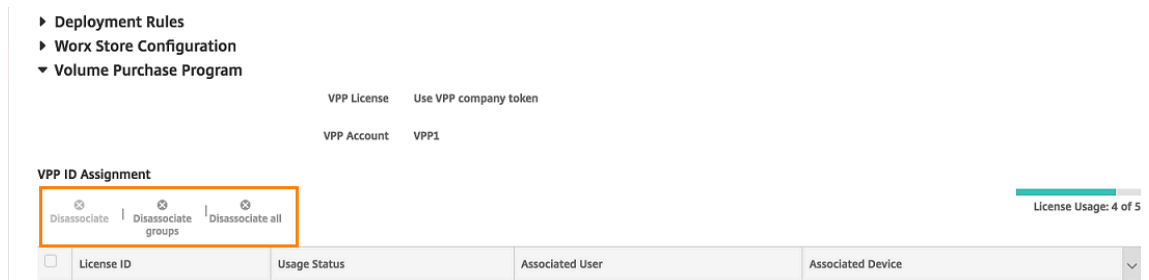 Deployment Rules
Worx Store Configuration
Volume Purchase Program
VPP License Use VPP company token
VPP Account VPP1
VPP ID Assignment
License Usage: 4 of 5
Disassociate | Disassociate groups | Disassociate all
License ID Usage Status Associated User Associated Device